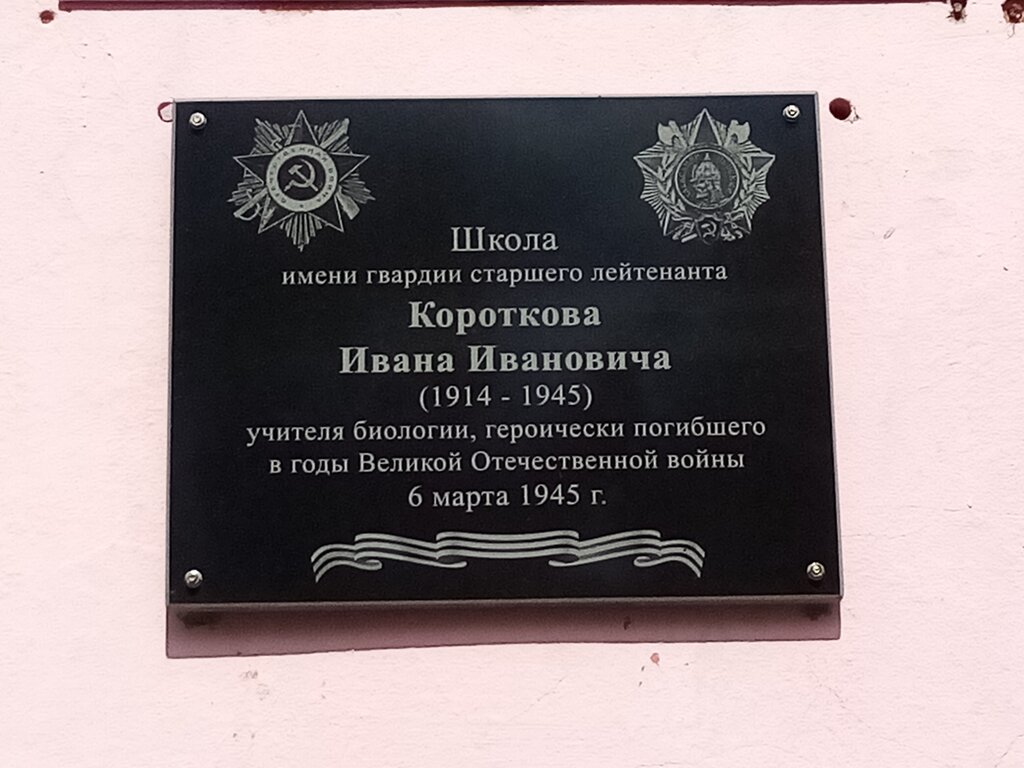 Школа
имени гвардии старшего лейтенанта
Короткова
Ивана Ивановича
(1914 - 1945)
учителя биологии, героически погибшего
в годы Великой Отечественной войны
6 марта 1945 г.